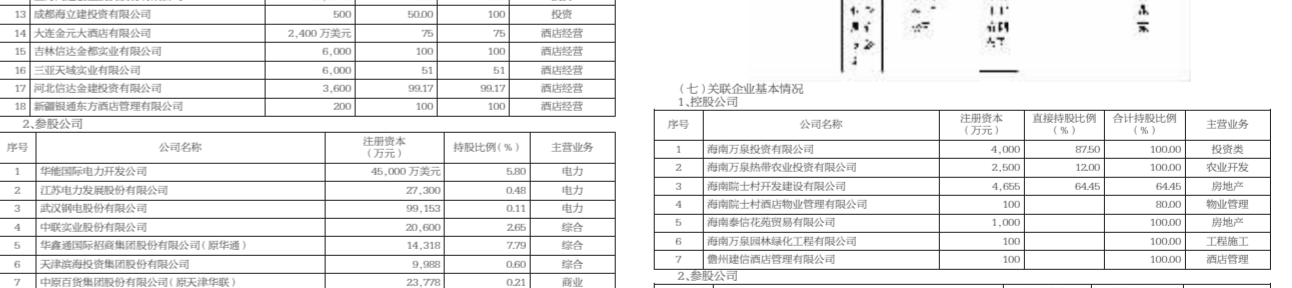 13 成都海立建投资有限公司 500 50.00 100 投资
14 大连金元大酒店有限公司 2,400 万美元 75 75 酒店经营
15 吉林信达金都实业有限公司 6,000 100 100 酒店经营
16 三亚天域实业有限公司 6,000 51 51 酒店经营
17 河北信达金建投资有限公司 3,600 99.17 99.17 酒店经营
18 新疆银通东方酒店管理有限公司 200 100 100 酒店经营
2、参股公司
序号 公司名称 注册资本 持股比例(%) 主营业务
(万元)
1 华能国际电力开发公司 45,000 万美元 5.80 电力
2 江苏电力发展股份有限公司 27,300 0.48 电力
3 武汉钢电股份有限公司 99,153 0.11 电力
4 中联实业股份有限公司 20,600 2.65 综合
5 华鑫通国际招商集团股份有限公司(原华通) 14,318 7.79 综合
6 天津滨海投资集团股份有限公司 9,988 0.60 综合
7 中原百货集团股份有限公司(原天津华联) 23,778 0.21 商业
(七)关联企业基本情况
1、控股公司
序号 公司名称 注册资本 直接持股比例 合计持股比例 主营业务
(万元) (%) (%)
1 海南万泉投资有限公司 4,000 87.50 100.00 投资类
2 海南万泉热带农业投资有限公司 2,500 12.00 100.00 农业开发
3 海南院士村开发建设有限公司 4,655 64.45 64.45 房地产
4 海南院士村酒店物业管理有限公司 100 80.00 物业管理
5 海南泰信花苑贸易有限公司 1,000 100.00 房地产
6 海南万泉园林绿化工程有限公司 100 100.00 工程施工
7 儋州建信酒店管理有限公司 100 100.00 酒店管理
2、参股公司